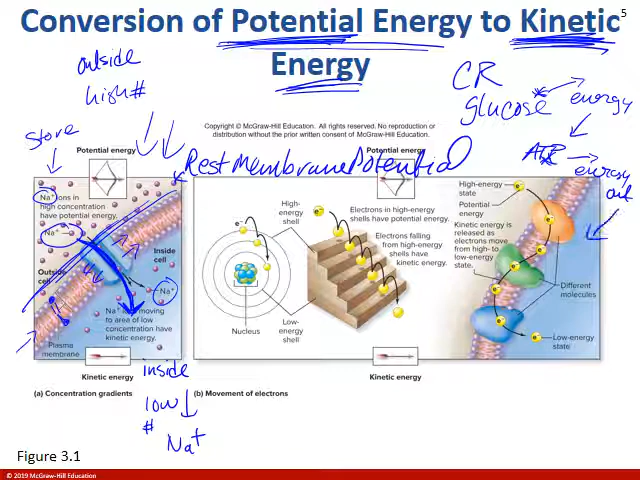 Conversion of Potential Energy to Kinetic
5
Energy
outside
high#
CR
glucose
energy
ATP
energy
out
store
Copyright © McGraw-Hill Education. All rights reserved. No reproduction or
distribution without the prior written consent of McGraw-Hill Education.
Potential energy
Potential energy
Rest Membrane Potential
Na+ ions in
high concentration
have potential energy.
Na+
Inside
cell
Outside
cell
Na+
Na+ ions moving
to area of low
concentration have
kinetic energy.
Plasma
membrane
Kinetic energy
(a) Concentration gradients
High-
energy
shell
e-
e-
Electrons in high-energy
shells have potential energy.
Electrons falling
from high-energy
shells have
kinetic energy.
Nucleus
Low-
energy
shell
High-energy
state
Potential
energy
Kinetic energy is
released as electrons
move from high- to
low-energy
state.
e-
e-
e-
Different
molecules
e-
Low-energy
state
Kinetic energy
(b) Movement of electrons
inside
low
#
Na+
Figure 3.1
© 2019 McGraw-Hill Education